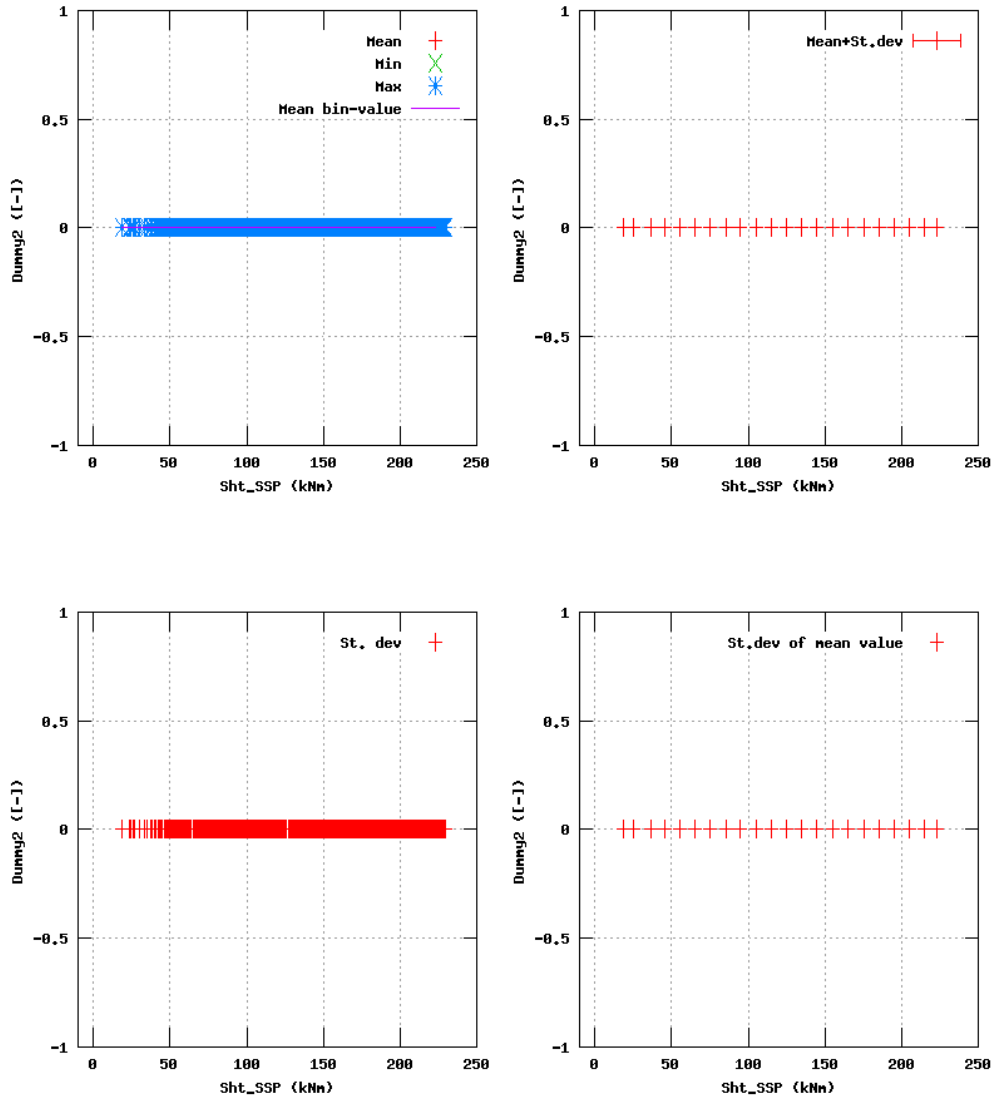 1
0.5
0
-0.5
-1
0
50
100
150
200
250
Dummy2 ([-])
Sht_SSP (kNm)
Mean
Min
Max
Mean bin-value
1
0.5
0
-0.5
-1
0
50
100
150
200
250
Dummy2 ([-])
Sht_SSP (kNm)
Mean+St.dev
1
0.5
0
-0.5
-1
0
50
100
150
200
250
Dummy2 ([-])
Sht_SSP (kNm)
St. dev
1
0.5
0
-0.5
-1
0
50
100
150
200
250
Dummy2 ([-])
Sht_SSP (kNm)
St.dev of mean value